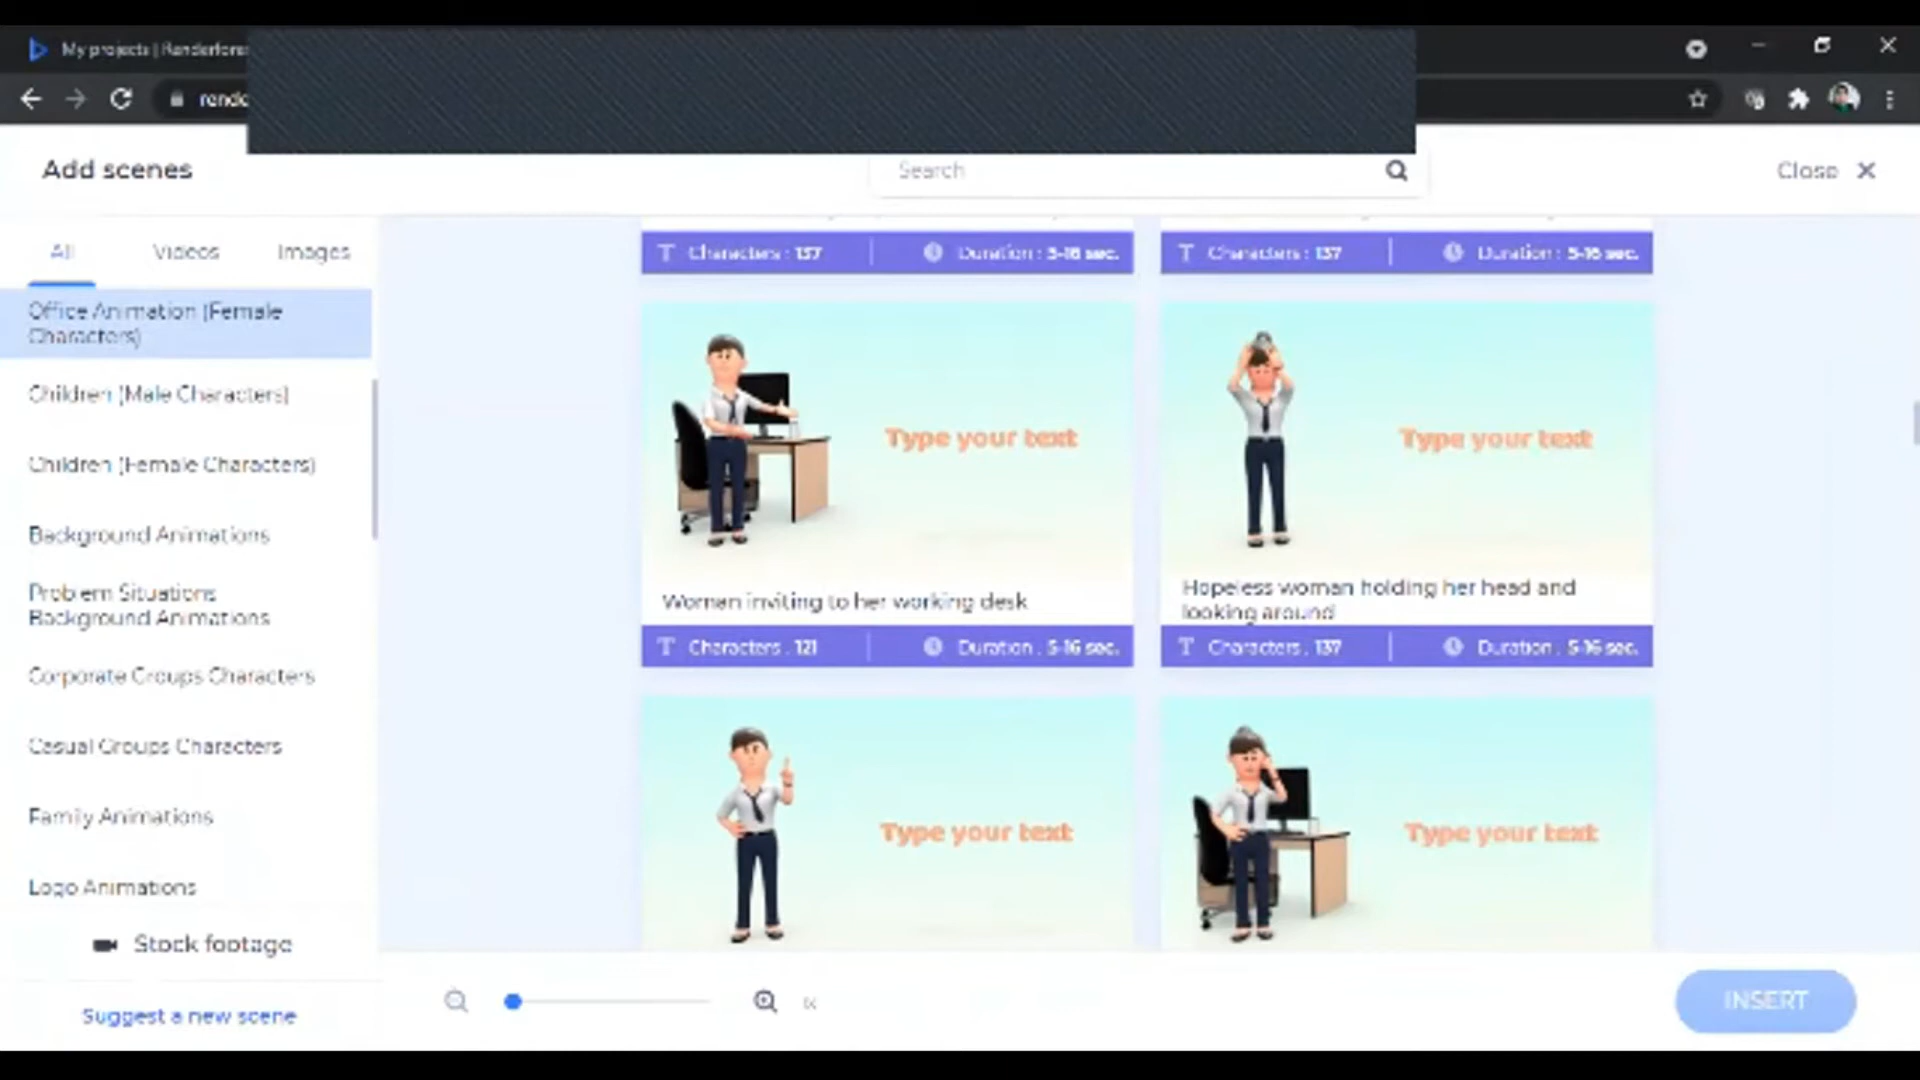 My projects | Renderfores
rende
Add scenes
Search
Close
All
Videos
Images
Characters : 137
Duration : 5-16 sec.
Characters : 137
Duration : 5-16 sec.
Office Animation (Female
Characters)
Children (Male Characters)
Children (Female Characters)
Background Animations
Problem Situations
Background Animations
Corporate Groups Characters
Casual Groups Characters
Family Animations
Logo Animations
Stock footage
Suggest a new scene
Type your text
Type your text
Woman inviting to her working desk
Hopeless woman holding her head and
looking around
Characters : 121
Duration : 5-16 sec.
Characters : 137
Duration : 5-16 sec.
Type your text
Type your text
INSERT